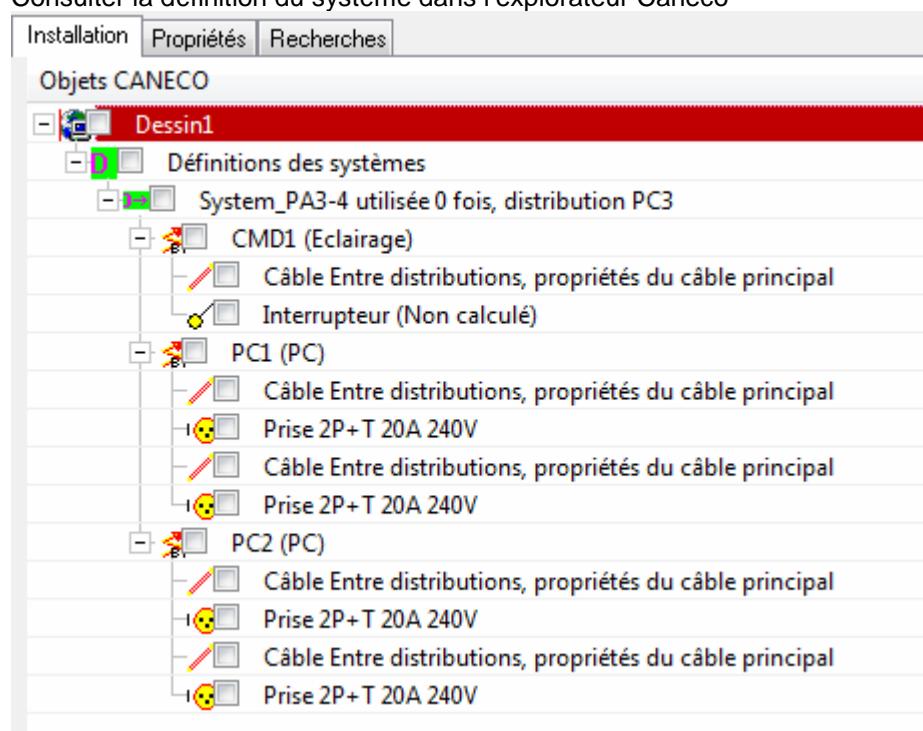 Consulter la définition du système dans l'explorateur Caneco
Installation Propriétés Recherches
Objets CANECO
Dessin1
Définitions des systèmes
System_PA3-4 utilisée 0 fois, distribution PC3
CMD1 (Eclairage)
Câble Entre distributions, propriétés du câble principal
Interrupteur (Non calculé)
PC1 (PC)
Câble Entre distributions, propriétés du câble principal
Prise 2P+T 20A 240V
Câble Entre distributions, propriétés du câble principal
Prise 2P+T 20A 240V
PC2 (PC)
Câble Entre distributions, propriétés du câble principal
Prise 2P+T 20A 240V
Câble Entre distributions, propriétés du câble principal
Prise 2P+T 20A 240V